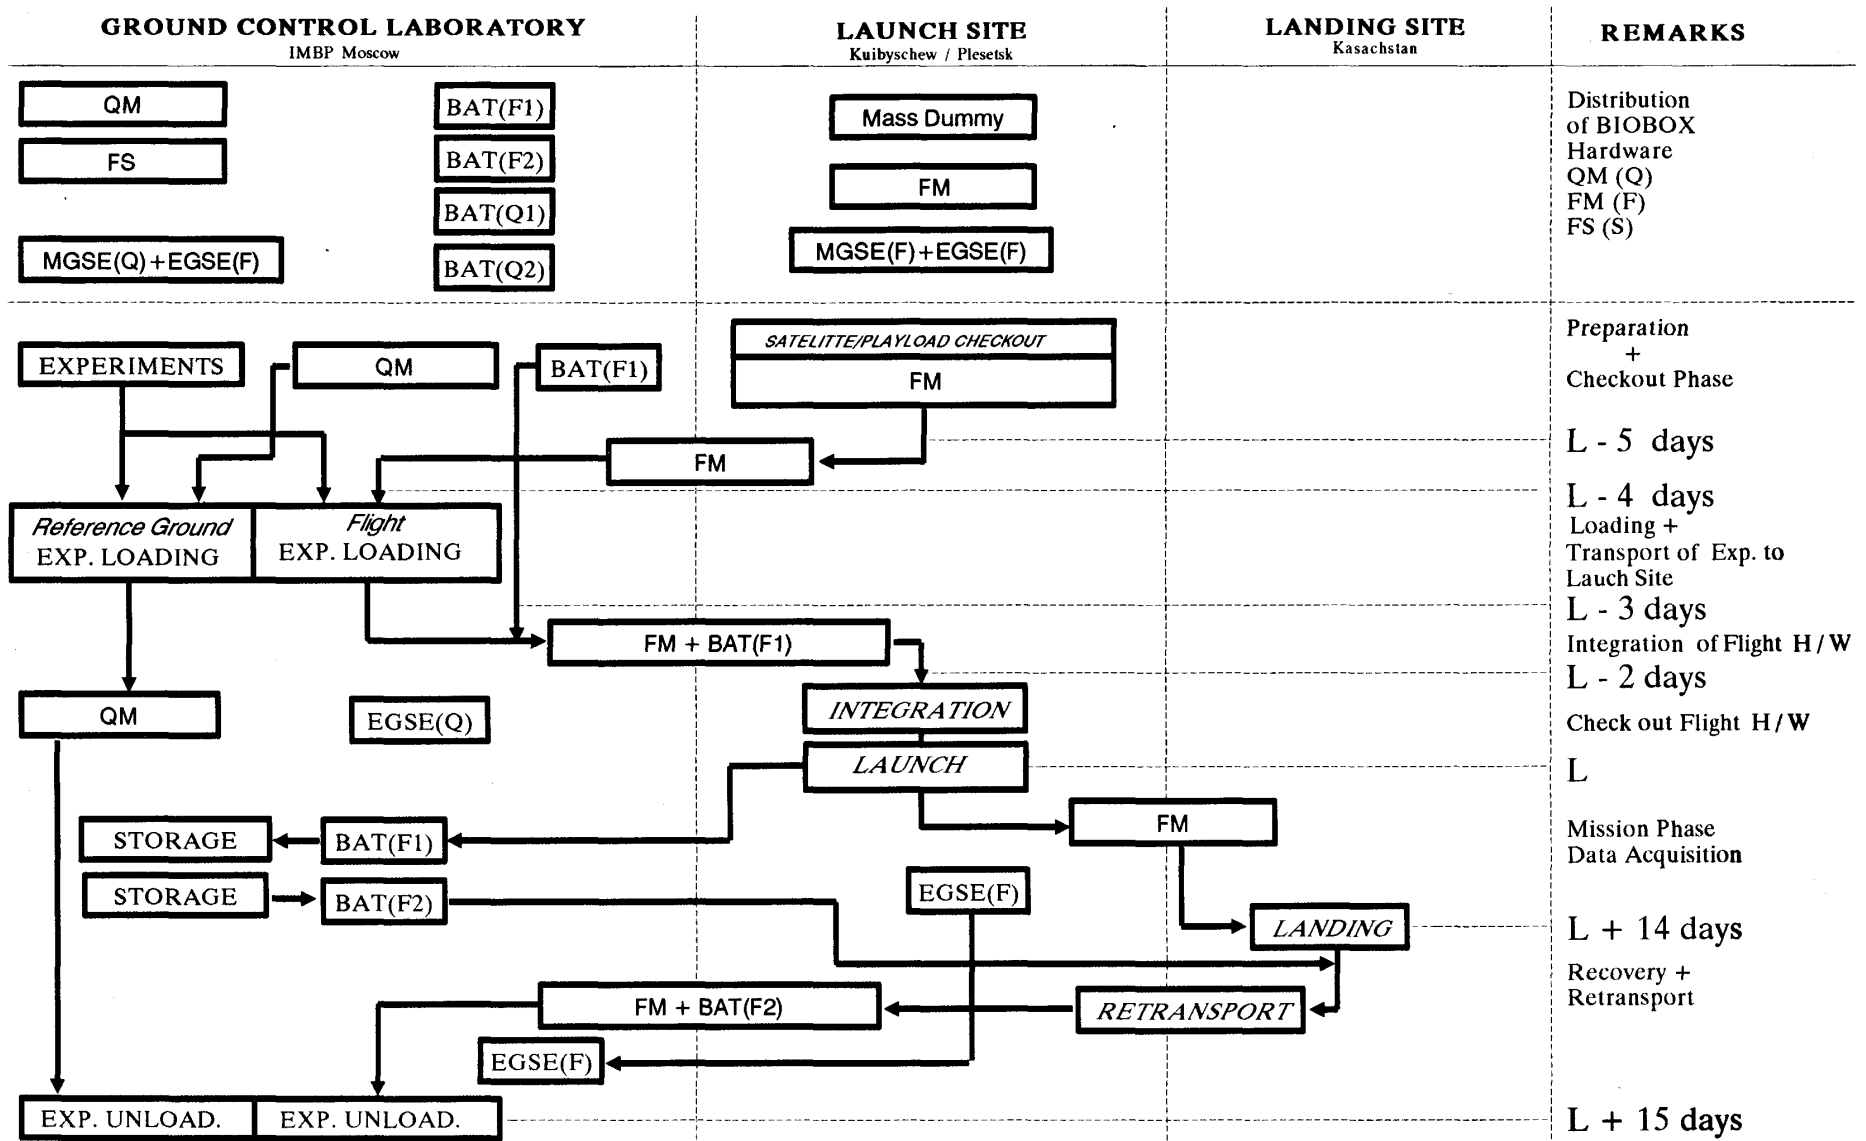 GROUND CONTROL LABORATORY
IMBP Moscow
LAUNCH SITE
Kuibyschew / Plesetsk
LANDING SITE
Kasachstan
REMARKS
QM
FS
MGSE(Q)+EGSE(F)
BAT(F1)
BAT(F2)
BAT(Q1)
BAT(Q2)
Mass Dummy
FM
MGSE(F)+EGSE(F)
Distribution
of BIOBOX
Hardware
QM (Q)
FM (F)
FS (S)
EXPERIMENTS
QM
BAT(F1)
SATELITTE/PLAYLOAD CHECKOUT
FM
Preparation
+
Checkout Phase
FM
L - 5 days
Reference Ground
EXP. LOADING
Flight
EXP. LOADING
L - 4 days
Loading +
Transport of Exp. to
Lauch Site
L - 3 days
FM + BAT(F1)
Integration of Flight H/W
L - 2 days
QM
EGSE(Q)
INTEGRATION
Check out Flight H/W
LAUNCH
L
FM
STORAGE
BAT(F1)
Mission Phase
Data Acquisition
STORAGE
BAT(F2)
EGSE(F)
LANDING
L + 14 days
FM + BAT(F2)
RETRANSPORT
Recovery +
Retransport
EGSE(F)
EXP. UNLOAD.
EXP. UNLOAD.
L + 15 days